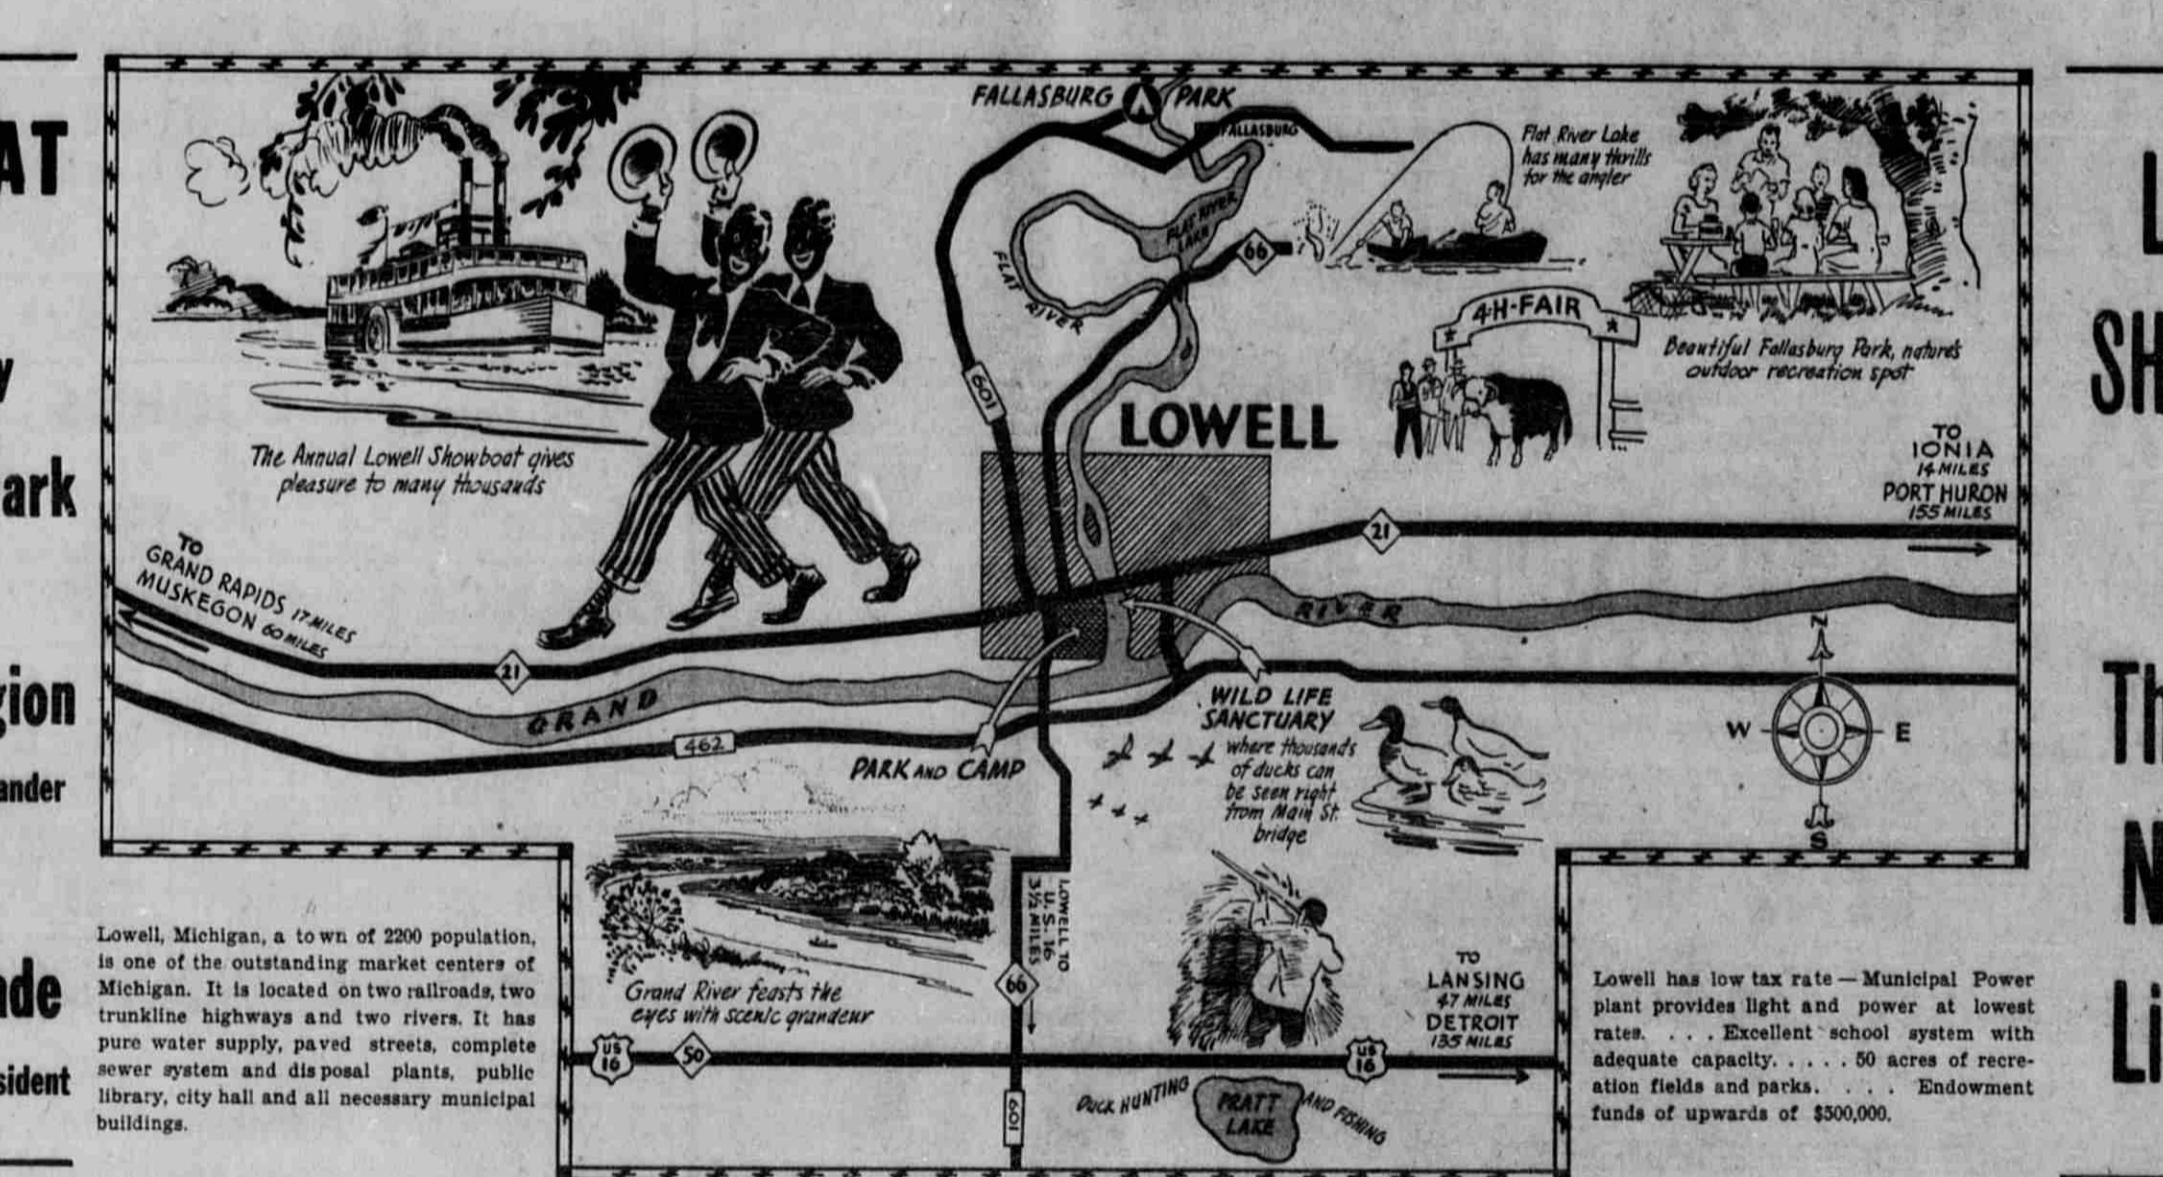 AT
y
ark
gion
ander
ade
sident
FALLASBURG PARK
FALLASBURG
Flat River Lake
has many thrills
for the angler
FLAT RIVER
LAKE
66
FLAT RIVER
4-H-FAIR
Beautiful Fallasburg Park, nature's
outdoor recreation spot
601
LOWELL
The Annual Lowell Showboat gives
pleasure to many thousands
TO
IONIA
14 MILES
PORT HURON
155 MILES
21
TO
GRAND RAPIDS 17 MILES
MUSKEGON 60 MILES
21
GRAND
RIVER
462
PARK AND CAMP
WILD LIFE
SANCTUARY
where thousands
of ducks can
be seen right
from Main St.
bridge
N
W
E
S
LOWELL TO
U. S. 16
3½ MILES
Grand River feasts the
eyes with scenic grandeur
66
TO
LANSING
47 MILES
DETROIT
135 MILES
US
16
50
US
16
601
DUCK HUNTING
PRATT
LAKE
AND FISHING
Lowell, Michigan, a town of 2200 population,
is one of the outstanding market centers of
Michigan. It is located on two railroads, two
trunkline highways and two rivers. It has
pure water supply, paved streets, complete
sewer system and disposal plants, public
library, city hall and all necessary municipal
buildings.
Lowell has low tax rate — Municipal Power
plant provides light and power at lowest
rates. . . . Excellent school system with
adequate capacity. . . . . 50 acres of recre-
ation fields and parks. . . . . Endowment
funds of upwards of $500,000.
L
SH
Th
N
Li